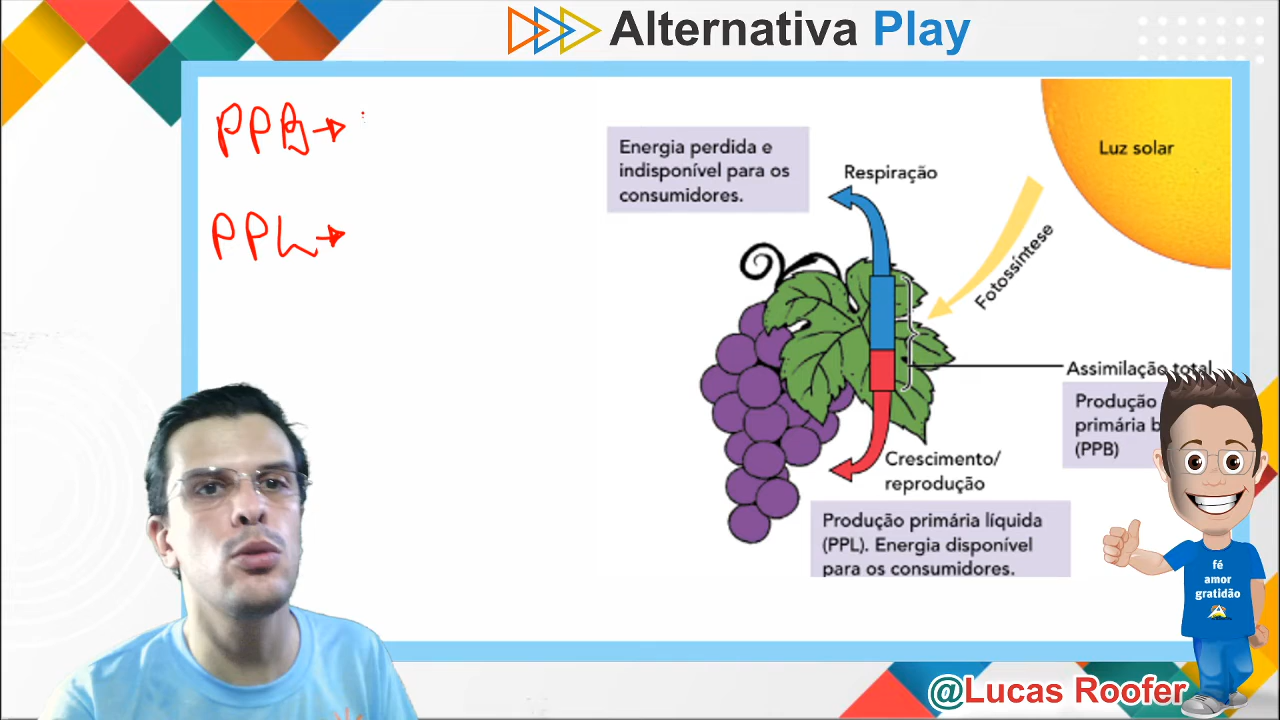 Alternativa Play
PPB→
PPL→
Energia perdida e
indisponível para os
consumidores.
Respiração
Luz solar
Fotossíntese
Assimilação total
Produção
primária b
(PPB)
Crescimento/
reprodução
Produção primária líquida
(PPL). Energia disponível
para os consumidores.
fé
amor
gratidão
@Lucas Roofer